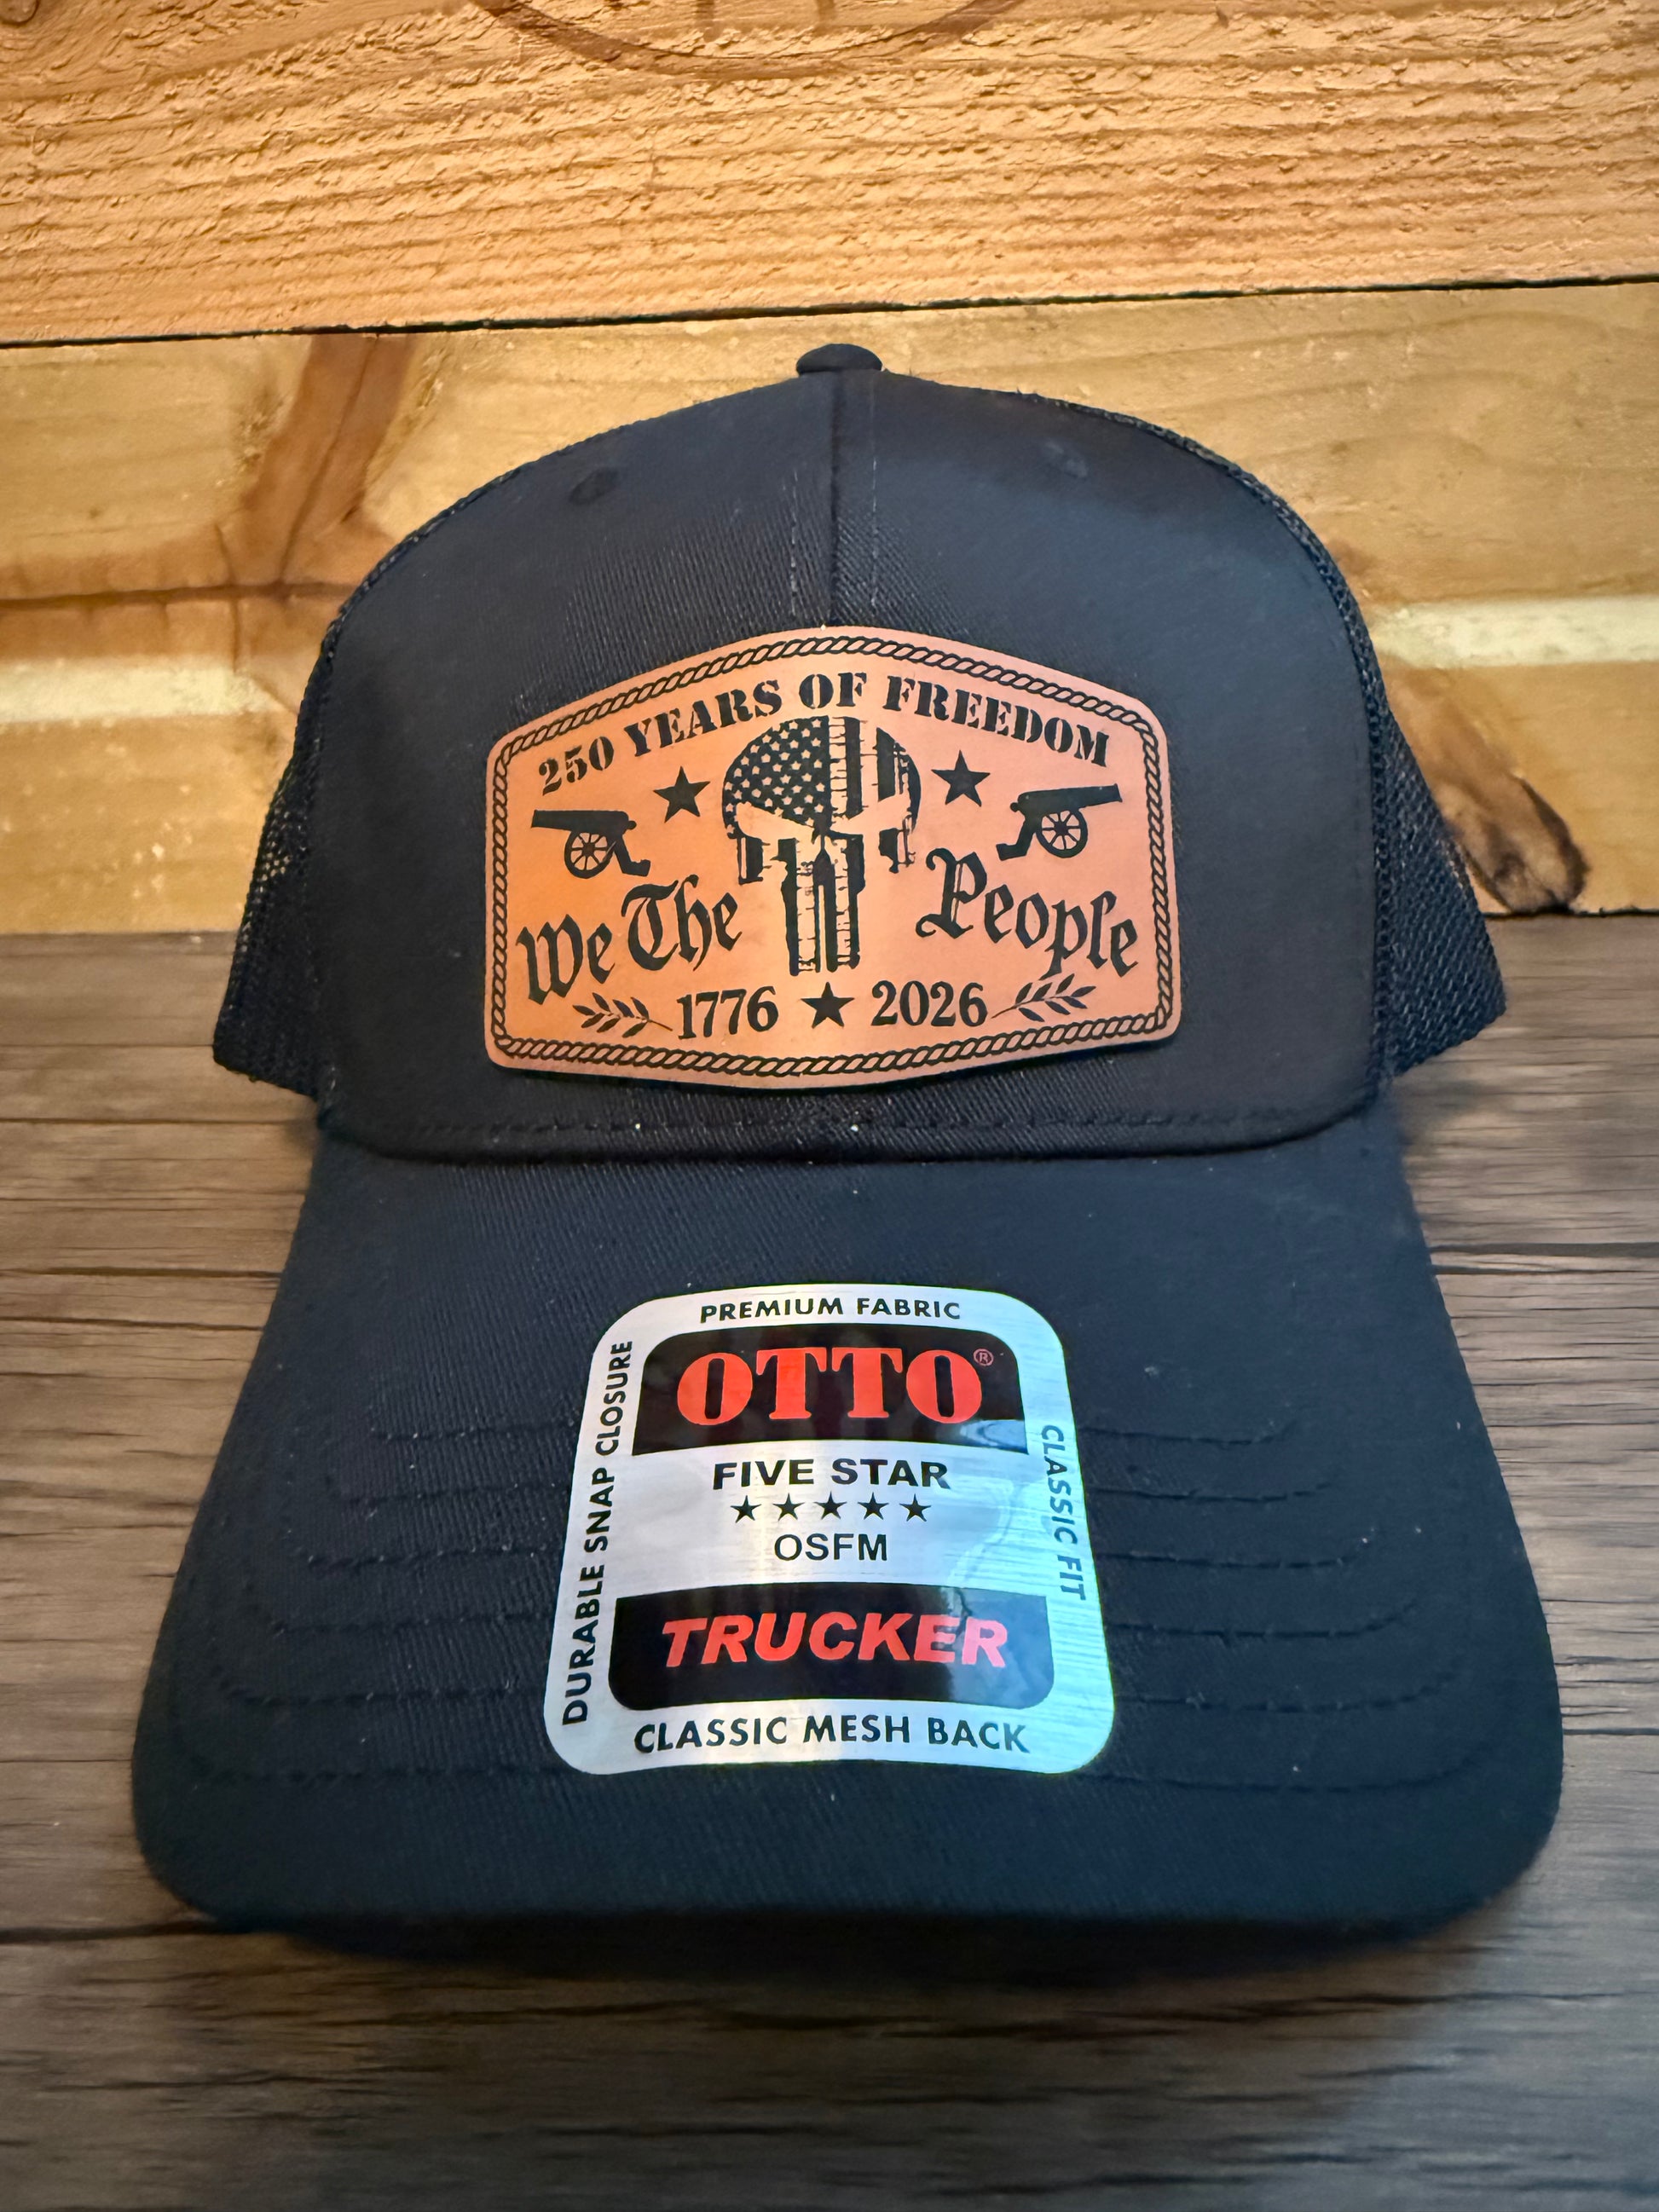 250 YEARS OF FREEDOM
We The People
1776 ★ 2026
PREMIUM FABRIC
OTTO®
DURABLE SNAP CLOSURE
FIVE STAR
★★★★★
OSFM
CLASSIC FIT
TRUCKER
CLASSIC MESH BACK